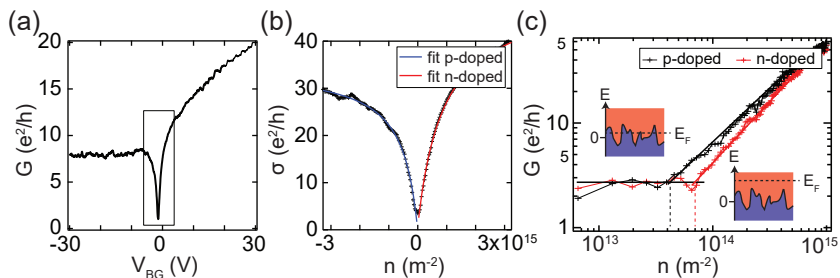 (a)
20
15
10
5
0
G (e²/h)
-30
0
30
V_BG (V)
(b)
40
30
20
10
0
σ (e²/h)
fit p-doped
fit n-doped
-3
0
3x10¹⁵
n (m⁻²)
(c)
5
10
5
1
G (e²/h)
p-doped
n-doped
E
0
E_F
E
0
E_F
10¹³
10¹⁴
10¹⁵
n (m⁻²)